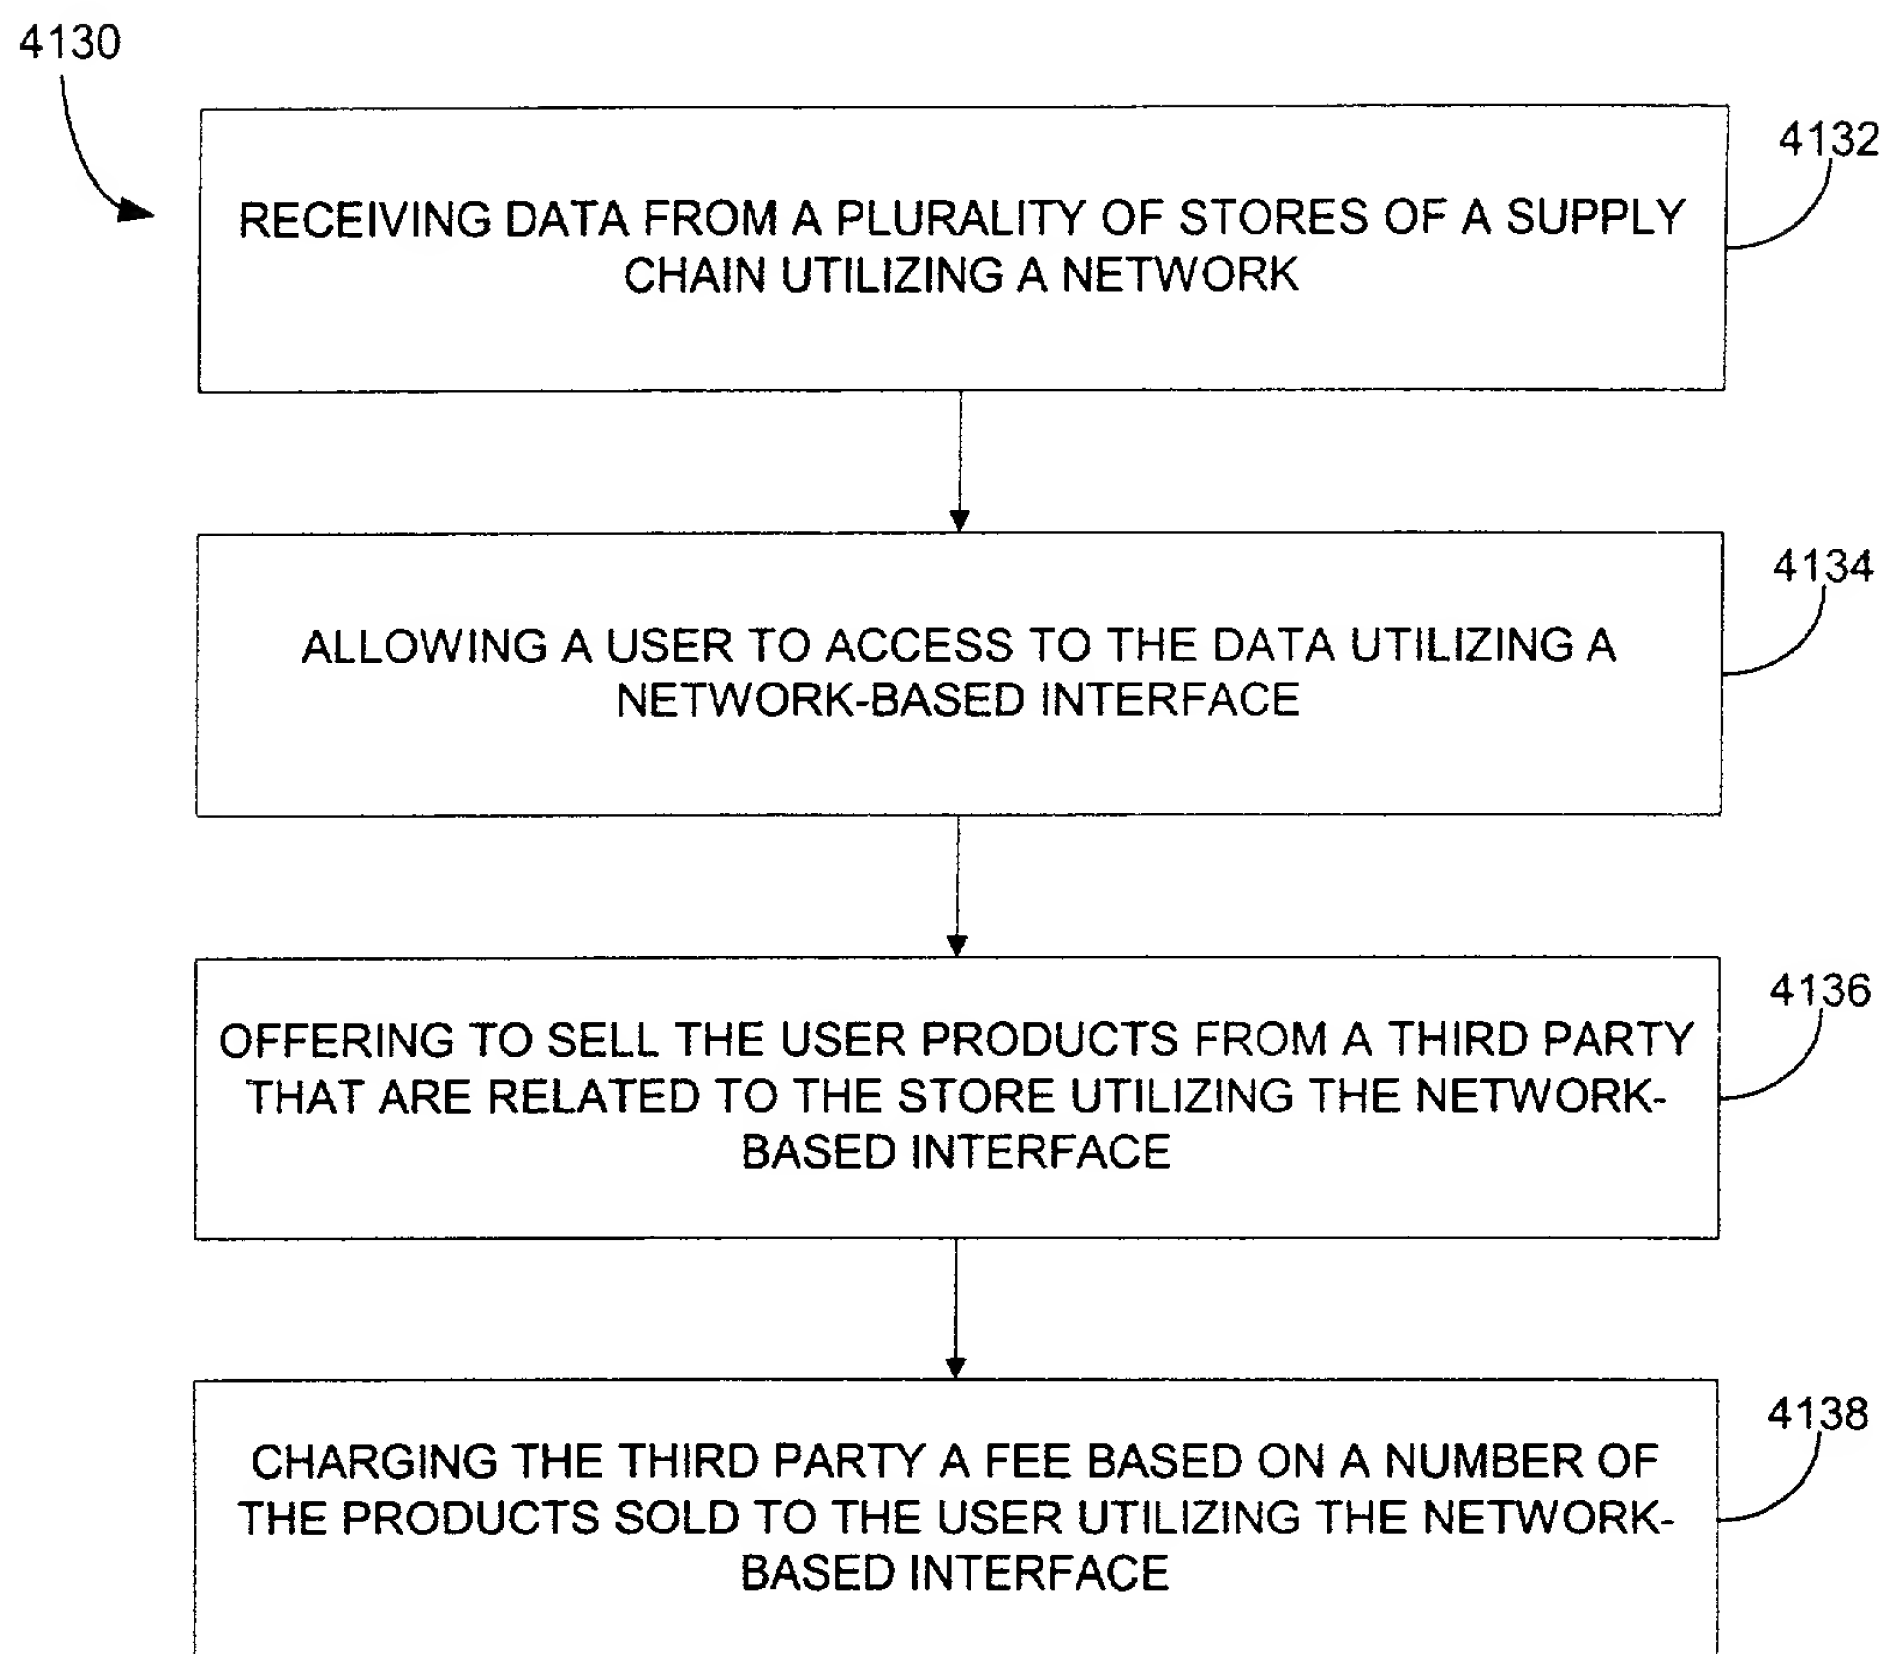 4130
4132
RECEIVING DATA FROM A PLURALITY OF STORES OF A SUPPLY
CHAIN UTILIZING A NETWORK
4134
ALLOWING A USER TO ACCESS TO THE DATA UTILIZING A
NETWORK-BASED INTERFACE
4136
OFFERING TO SELL THE USER PRODUCTS FROM A THIRD PARTY
THAT ARE RELATED TO THE STORE UTILIZING THE NETWORK-
BASED INTERFACE
4138
CHARGING THE THIRD PARTY A FEE BASED ON A NUMBER OF
THE PRODUCTS SOLD TO THE USER UTILIZING THE NETWORK-
BASED INTERFACE